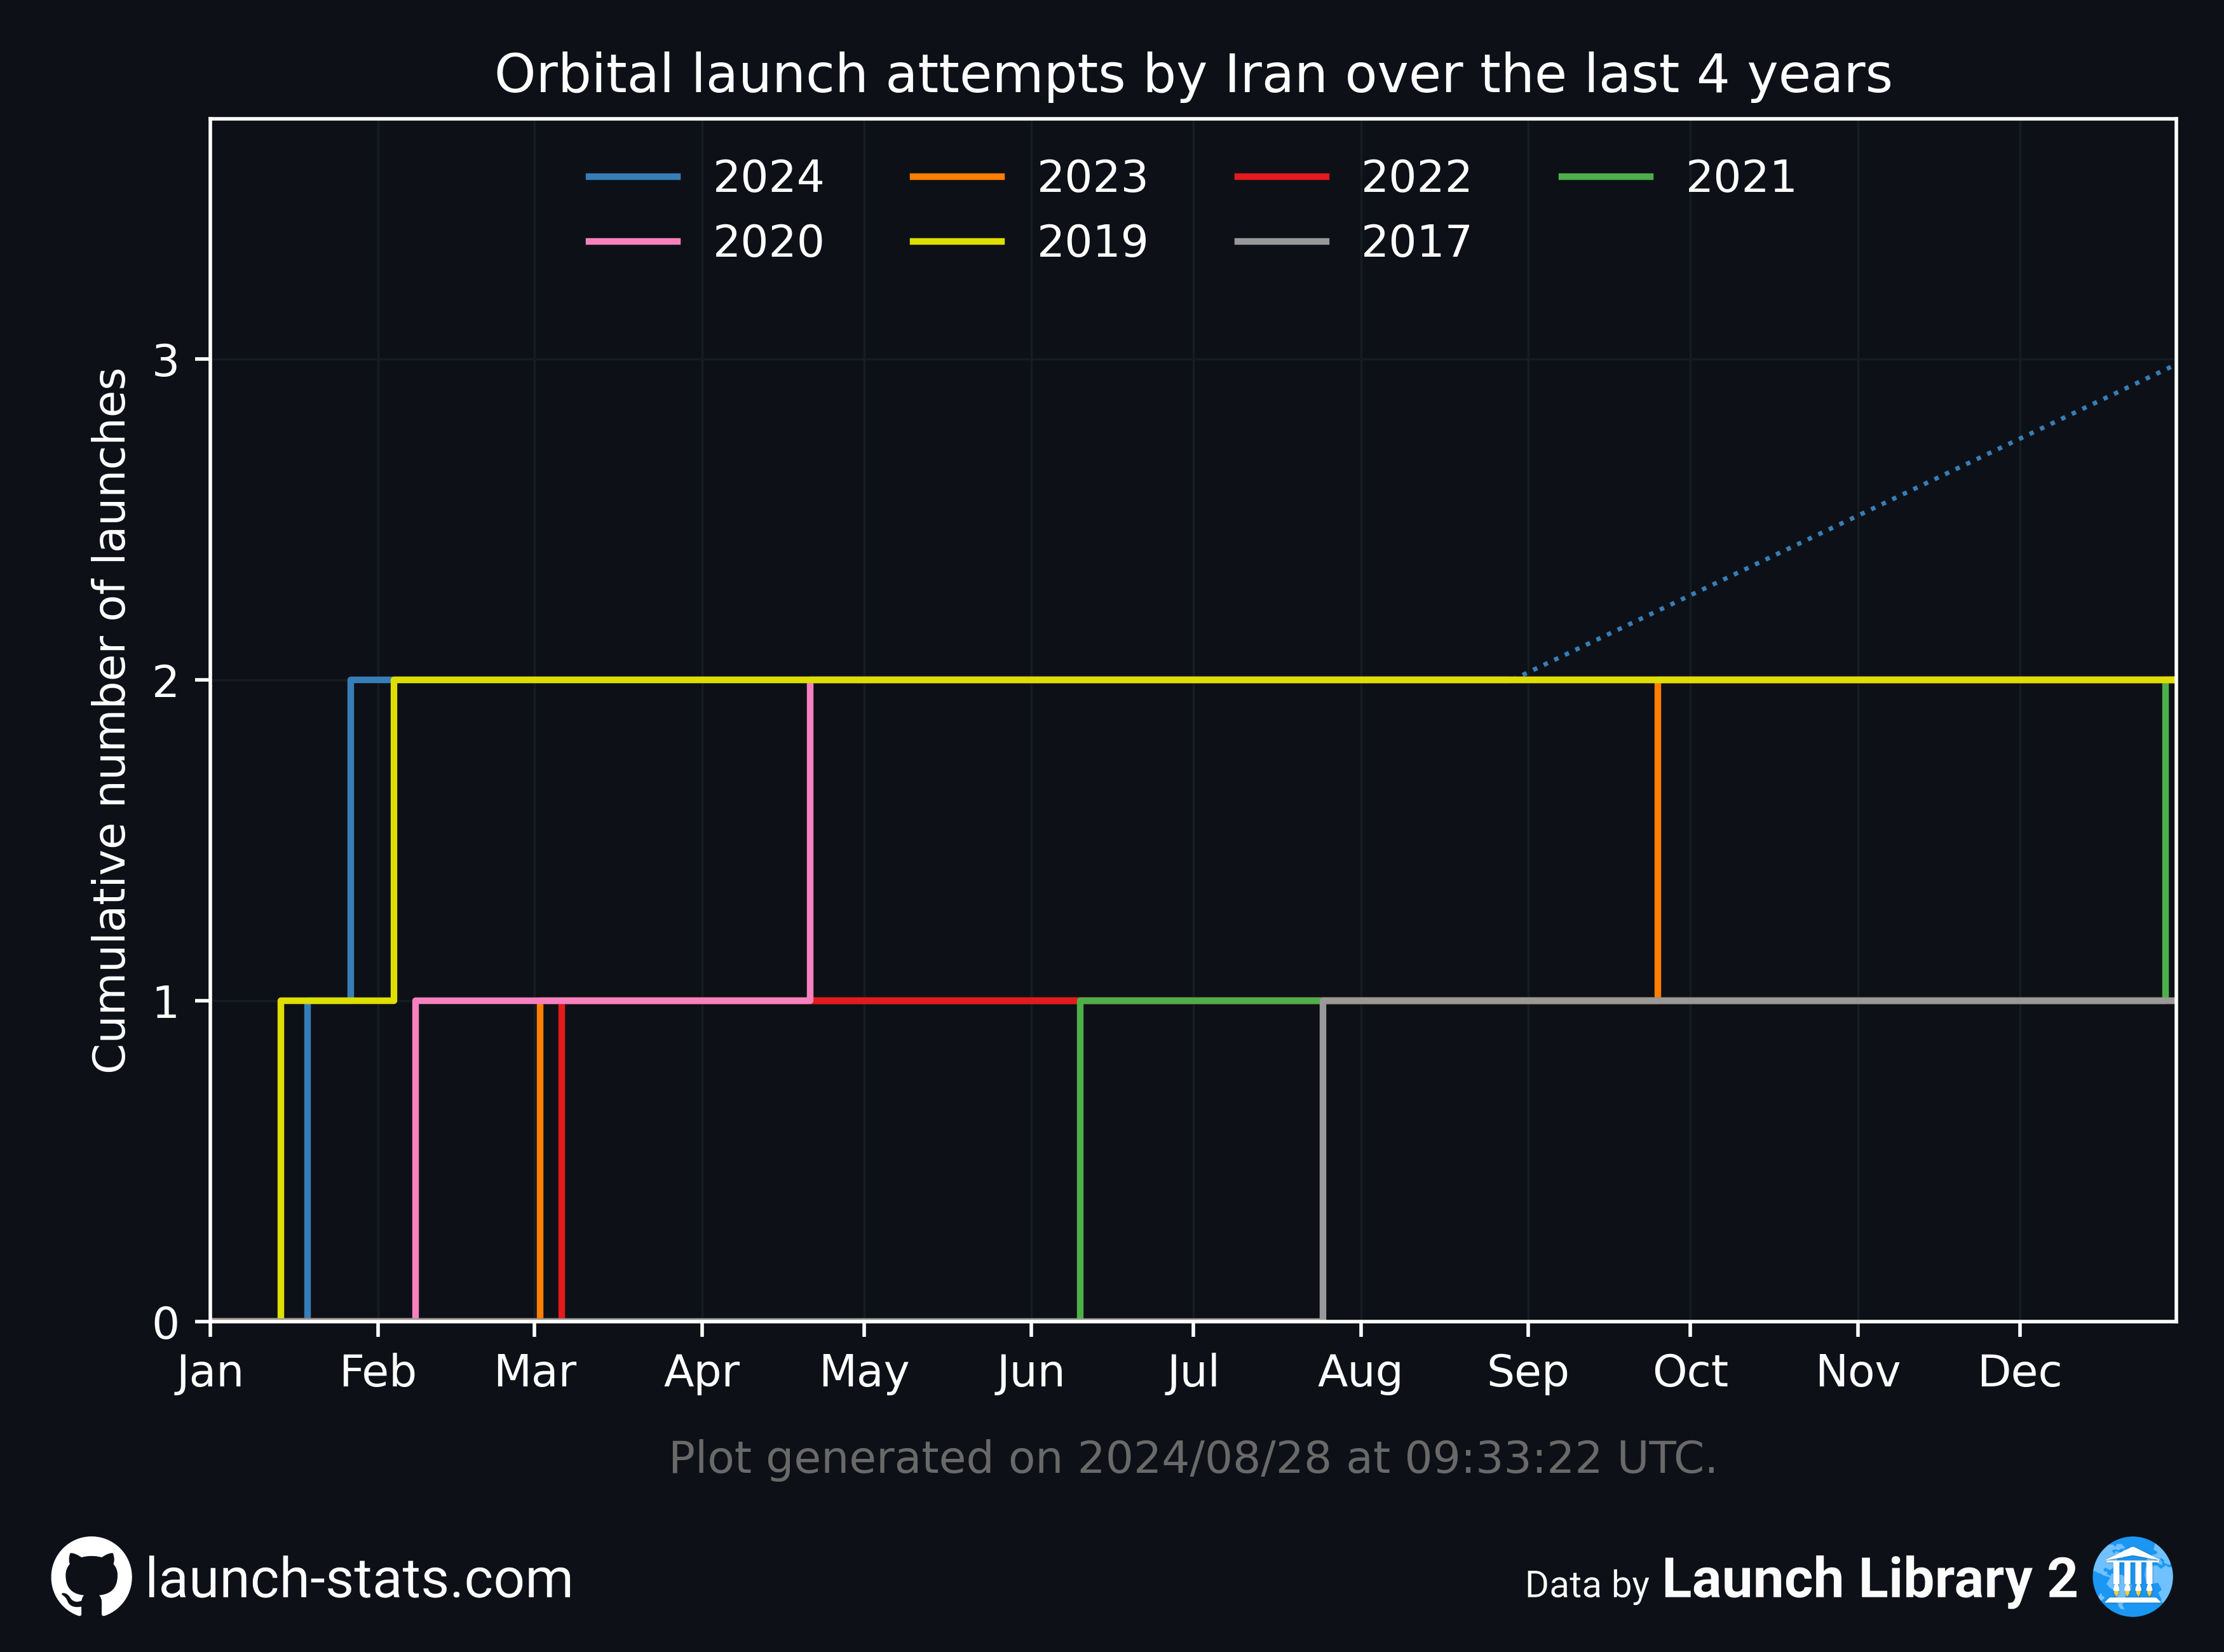 Orbital launch attempts by Iran over the last 4 years
2024 2023 2022 2021
2020 2019 2017
Cumulative number of launches
3
2
1
0
Jan Feb Mar Apr May Jun Jul Aug Sep Oct Nov Dec
Plot generated on 2024/08/28 at 09:33:22 UTC.
launch-stats.com
Data by Launch Library 2